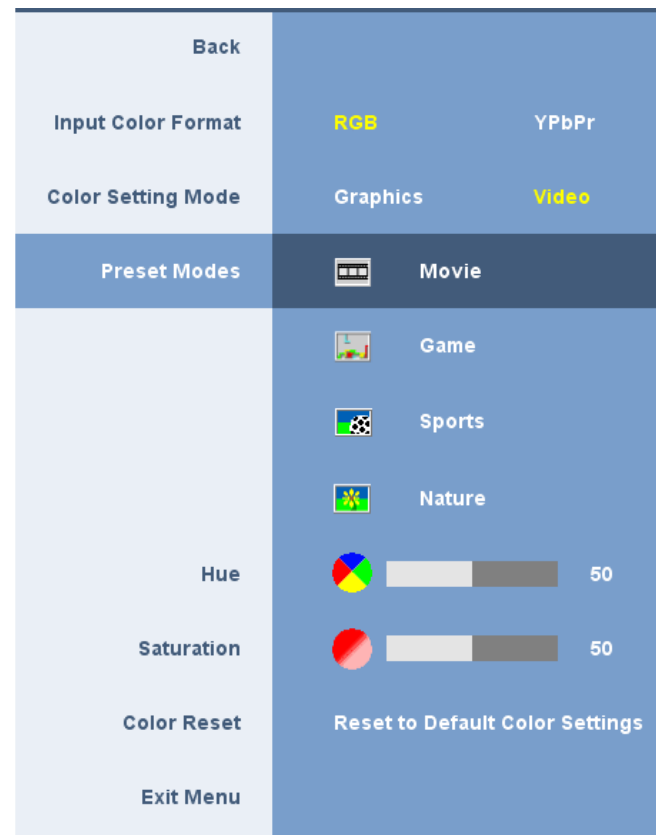 Back
Input Color Format RGB YPbPr
Color Setting Mode Graphics Video
Preset Modes Movie
Game
Sports
Nature
Hue 50
Saturation 50
Color Reset Reset to Default Color Settings
Exit Menu